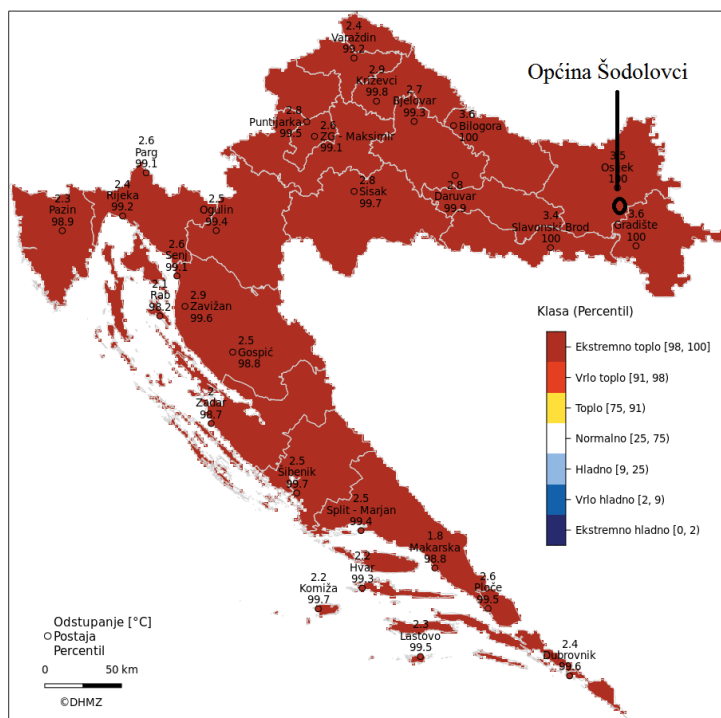 2.4
Varaždin
99.2
2.9
Križevci
99.8
2.7
Bjelovar
99.3
Općina Šodolovci
2.8
Puntijarka
99.5
2.6
ZG - Maksimir
99.1
3.6
Bilogora
100
2.6
Parg
99.1
3.5
Osijek
100
2.3
Pazin
98.9
2.4
Rijeka
99.2
2.5
Ogulin
99.4
2.8
Sisak
99.7
2.8
Daruvar
99.9
3.4
Slavonski Brod
100
3.6
Gradište
100
2.6
Senj
99.1
2.1
Rab
98.2
2.9
Zavižan
99.6
2.5
Gospić
98.8
Zadar
98.7
2.5
Šibenik
99.7
2.5
Split - Marjan
99.4
1.8
Makarska
98.8
2.2
Hvar
99.3
2.2
Komiža
99.7
2.6
Ploče
99.5
2.3
Lastovo
99.5
2.4
Dubrovnik
99.6
Klasa (Percentil)
Ekstremno toplo [98, 100]
Vrlo toplo [91, 98)
Toplo [75, 91)
Normalno [25, 75)
Hladno [9, 25)
Vrlo hladno [2, 9)
Ekstremno hladno [0, 2)
Odstupanje [°C]
Postaja
Percentil
0 50 km
©DHMZ